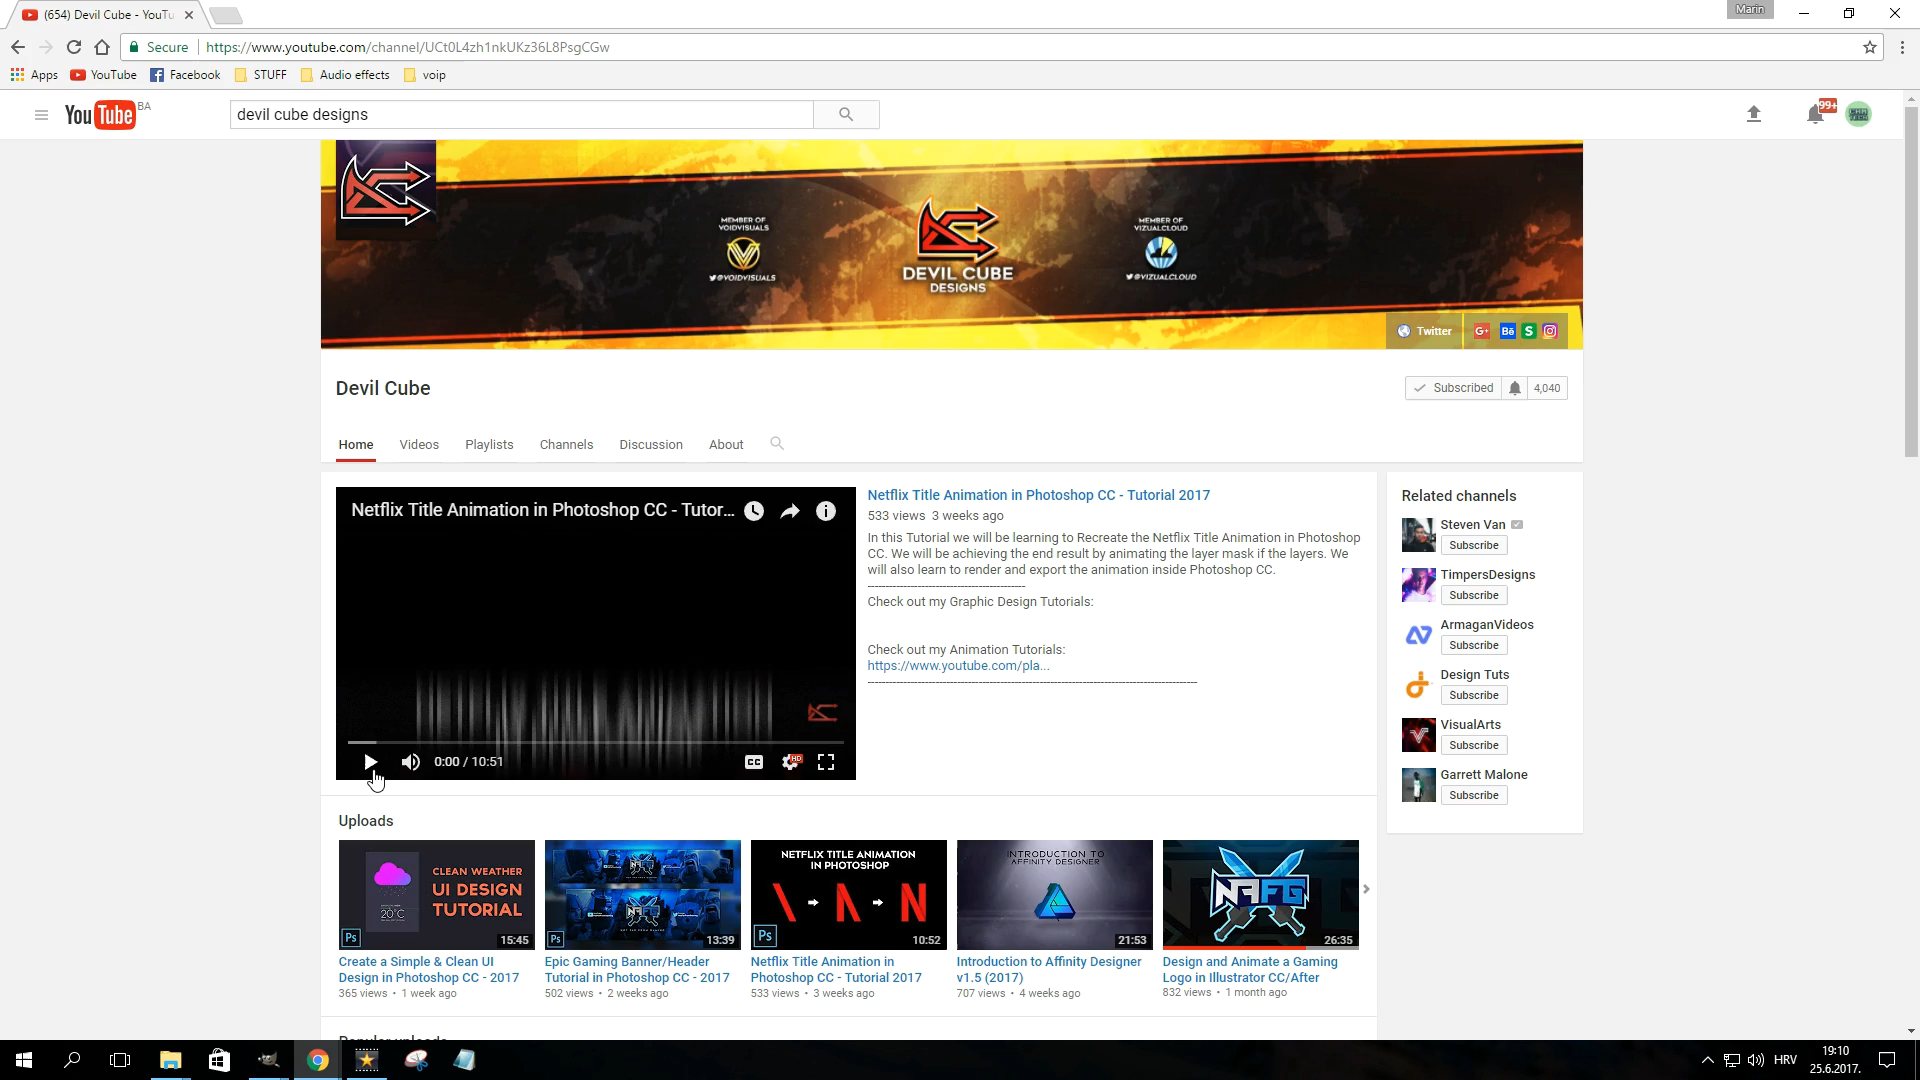 (654) Devil Cube - YouTu
Marin
Secure
https://www.youtube.com/channel/UCt0L4zh1nkUKz36L8PsgCGw
Apps
YouTube
Facebook
STUFF
Audio effects
voip
YouTube BA
devil cube designs
99+
MEMBER OF
VOIDVISUALS
@VOIDVISUALS
DEVIL CUBE
DESIGNS
MEMBER OF
VIZUALCLOUD
@VIZUALCLOUD
Twitter
G+
Bē
S
Devil Cube
Subscribed
4,040
Home
Videos
Playlists
Channels
Discussion
About
Netflix Title Animation in Photoshop CC - Tutor...
0:00 / 10:51
CC
HD
Netflix Title Animation in Photoshop CC - Tutorial 2017
533 views 3 weeks ago
In this Tutorial we will be learning to Recreate the Netflix Title Animation in Photoshop
CC. We will be achieving the end result by animating the layer mask if the layers. We
will also learn to render and export the animation inside Photoshop CC.
Check out my Graphic Design Tutorials:
Check out my Animation Tutorials:
https://www.youtube.com/pla...
Related channels
Steven Van
Subscribe
TimpersDesigns
Subscribe
ArmaganVideos
Subscribe
Design Tuts
Subscribe
VisualArts
Subscribe
Garrett Malone
Subscribe
Uploads
CLEAN WEATHER
UI DESIGN
TUTORIAL
20°C
Ps
15:45
Create a Simple & Clean UI
Design in Photoshop CC - 2017
365 views • 1 week ago
NAFG
NAFG
Ps
13:39
Epic Gaming Banner/Header
Tutorial in Photoshop CC - 2017
502 views • 2 weeks ago
NETFLIX TITLE ANIMATION
IN PHOTOSHOP
N
Ps
10:52
Netflix Title Animation in
Photoshop CC - Tutorial 2017
533 views • 3 weeks ago
INTRODUCTION TO
AFFINITY DESIGNER
21:53
Introduction to Affinity Designer
v1.5 (2017)
707 views • 4 weeks ago
NAFG
26:35
Design and Animate a Gaming
Logo in Illustrator CC/After
832 views • 1 month ago
Popular uploads
HRV
19:10
25.6.2017.